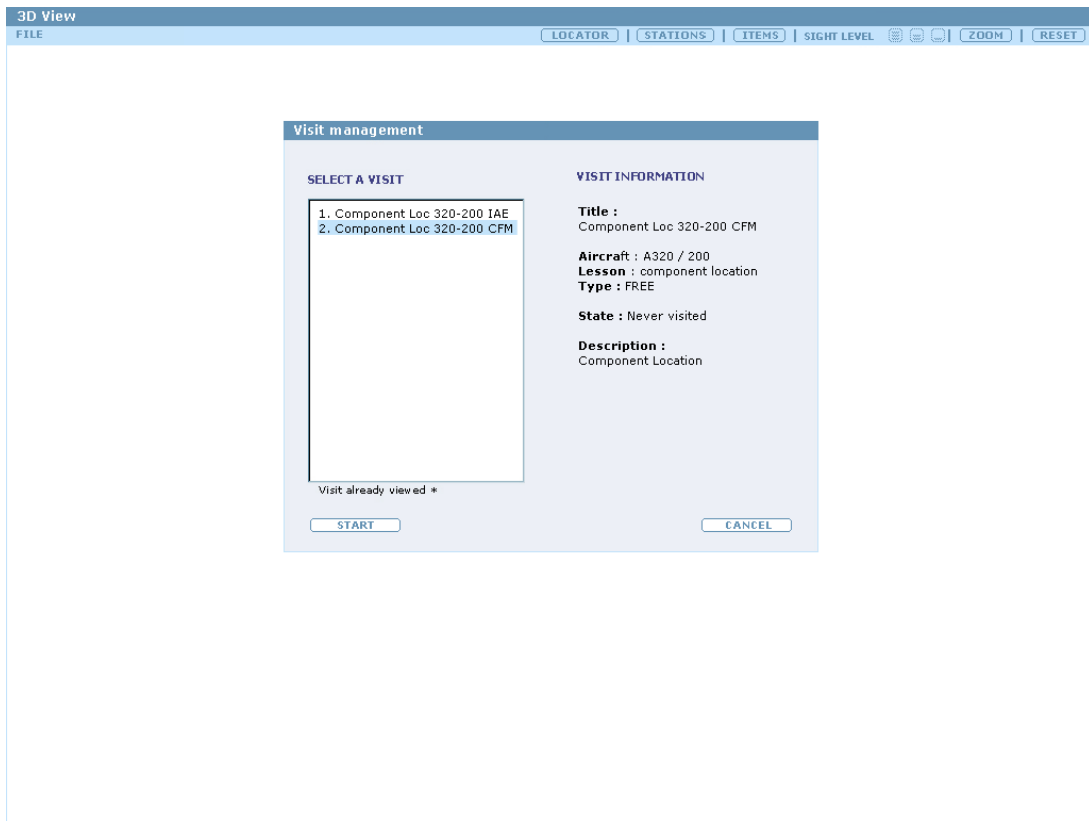 3D View
FILE
LOCATOR | STATIONS | ITEMS | SIGHT LEVEL | ZOOM | RESET
Visit management
SELECT A VISIT
1. Component Loc 320-200 IAE
2. Component Loc 320-200 CFM
Visit already viewed *
START
VISIT INFORMATION
Title :
Component Loc 320-200 CFM
Aircraft : A320 / 200
Lesson : component location
Type : FREE
State : Never visited
Description :
Component Location
CANCEL